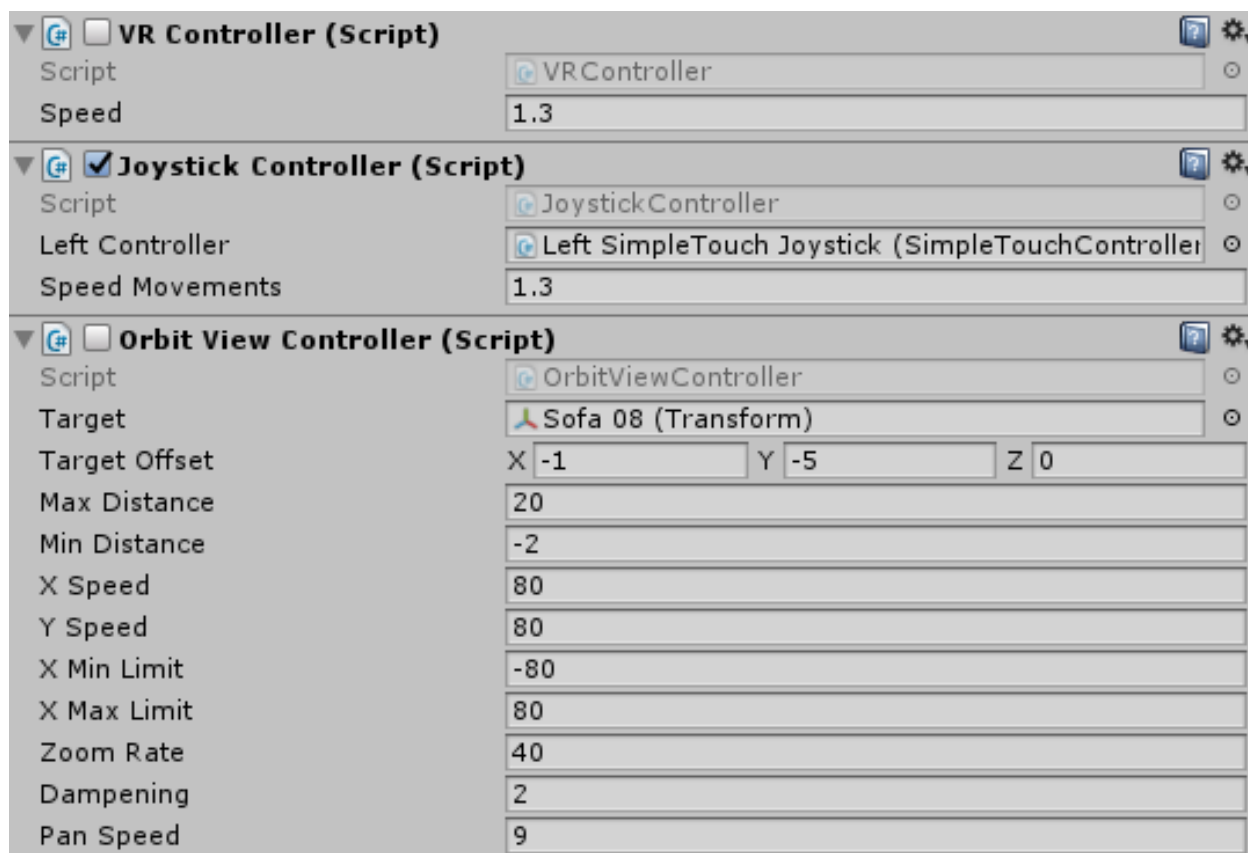 VR Controller (Script)
Script VRController
Speed 1.3
Joystick Controller (Script)
Script JoystickController
Left Controller Left SimpleTouch Joystick (SimpleTouchController
Speed Movements 1.3
Orbit View Controller (Script)
Script OrbitViewController
Target Sofa 08 (Transform)
Target Offset X -1 Y -5 Z 0
Max Distance 20
Min Distance -2
X Speed 80
Y Speed 80
X Min Limit -80
X Max Limit 80
Zoom Rate 40
Dampening 2
Pan Speed 9